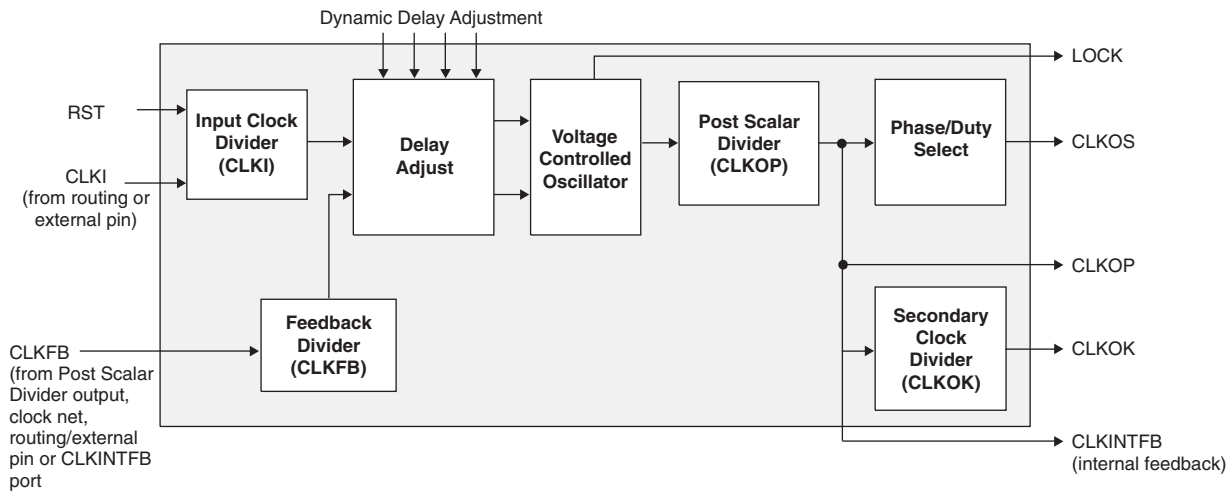 Dynamic Delay Adjustment
LOCK
RST
Input Clock
Divider
(CLKI)
Delay
Adjust
Voltage
Controlled
Oscillator
Post Scalar
Divider
(CLKOP)
Phase/Duty
Select
CLKOS
CLKI
(from routing or
external pin)
CLKOP
Feedback
Divider
(CLKFB)
Secondary
Clock
Divider
(CLKOK)
CLKOK
CLKFB
(from Post Scalar
Divider output,
clock net,
routing/external
pin or CLKINTFB
port
CLKINTFB
(internal feedback)